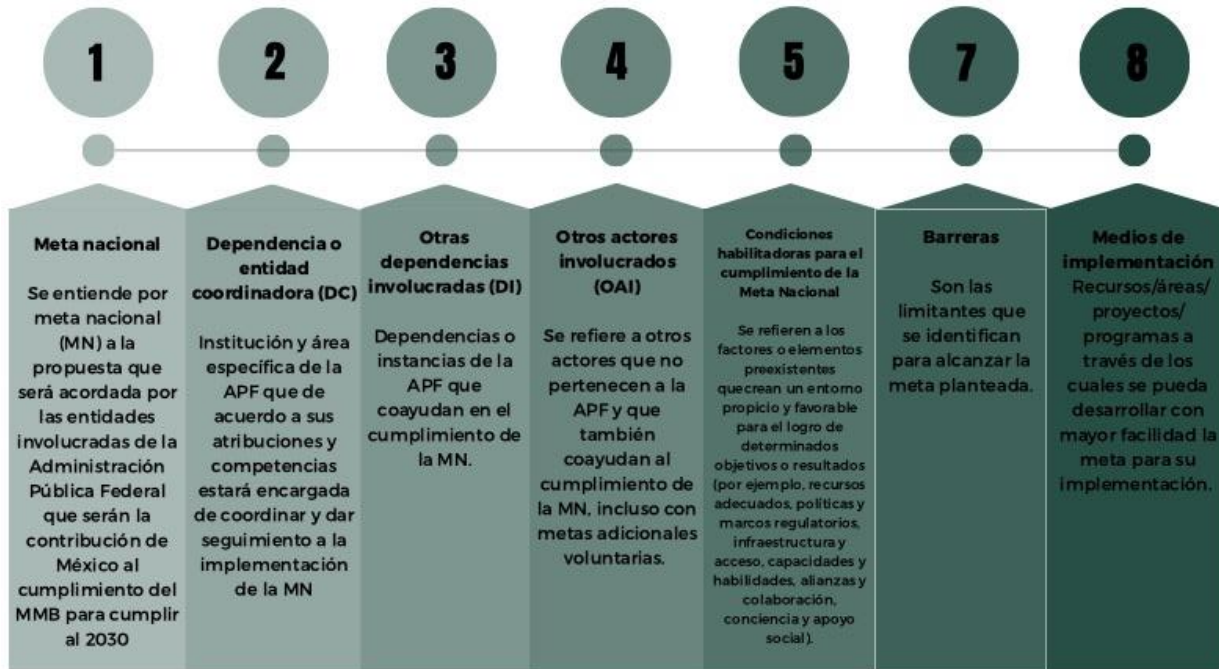 1
2
3
4
5
7
8
Meta nacional
Se entiende por
meta nacional
(MN) a la
propuesta que
será acordada por
las entidades
involucradas de la
Administración
Pública Federal
que serán la
contribución de
México al
cumplimiento del
MMB para cumplir
al 2030
Dependencia o
entidad
coordinadora (DC)
Institución y área
específica de la
APF que de
acuerdo a sus
atribuciones y
competencias
estará encargada
de coordinar y dar
seguimiento a la
implementación
de la MN
Otras
dependencias
involucradas (DI)
Dependencias o
instancias de la
APF que
coayudan en el
cumplimiento de
la MN.
Otros actores
involucrados
(OAI)
Se refiere a otros
actores que no
pertenecen a la
APF y que
también
coayudan al
cumplimiento de
la MN, incluso con
metas adicionales
voluntarias.
Condiciones
habilitadoras para el
cumplimiento de la
Meta Nacional
Se refieren a los
factores o elementos
preexistentes
quecrean un entorno
propicio y favorable
para el logro de
determinados
objetivos o resultados
(por ejemplo, recursos
adecuados, políticas y
marcos regulatorios,
infraestructura y
acceso, capacidades y
habilidades, alianzas y
colaboración,
conciencia y apoyo
social).
Barreras
Son las
limitantes que
se identifican
para alcanzar la
meta planteada.
Medios de
implementación
Recursos/áreas/
proyectos/
programas a
través de los
cuales se pueda
desarrollar con
mayor facilidad la
meta para su
implementación.